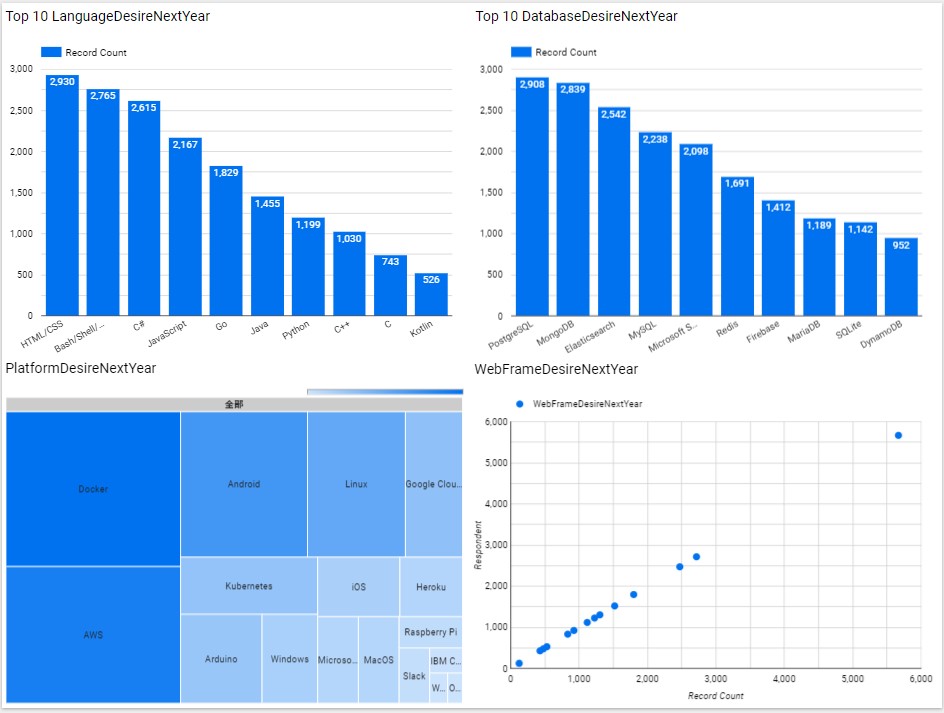 Top 10 LanguageDesireNextYear
Record Count
3,000
2,500
2,000
1,500
1,000
500
0
2,930
2,765
2,615
2,167
1,829
1,455
1,199
1,030
743
526
HTML/CSS
Bash/Shell/...
C#
JavaScript
Go
Java
Python
C++
C
Kotlin
Top 10 DatabaseDesireNextYear
Record Count
3,000
2,500
2,000
1,500
1,000
500
0
2,908
2,839
2,542
2,238
2,098
1,691
1,412
1,189
1,142
952
PostgreSQL
MongoDB
Elasticsearch
MySQL
Microsoft S...
Redis
Firebase
MariaDB
SQLite
DynamoDB
PlatformDesireNextYear
全部
Docker
Android
Linux
Google Clou...
AWS
Kubernetes
iOS
Heroku
Arduino
Windows
Microso...
MacOS
Raspberry Pi
Slack
IBM C...
W...
O...
WebFrameDesireNextYear
WebFrameDesireNextYear
6,000
5,000
4,000
3,000
2,000
1,000
0
Respondent
0
1,000
2,000
3,000
4,000
5,000
6,000
Record Count